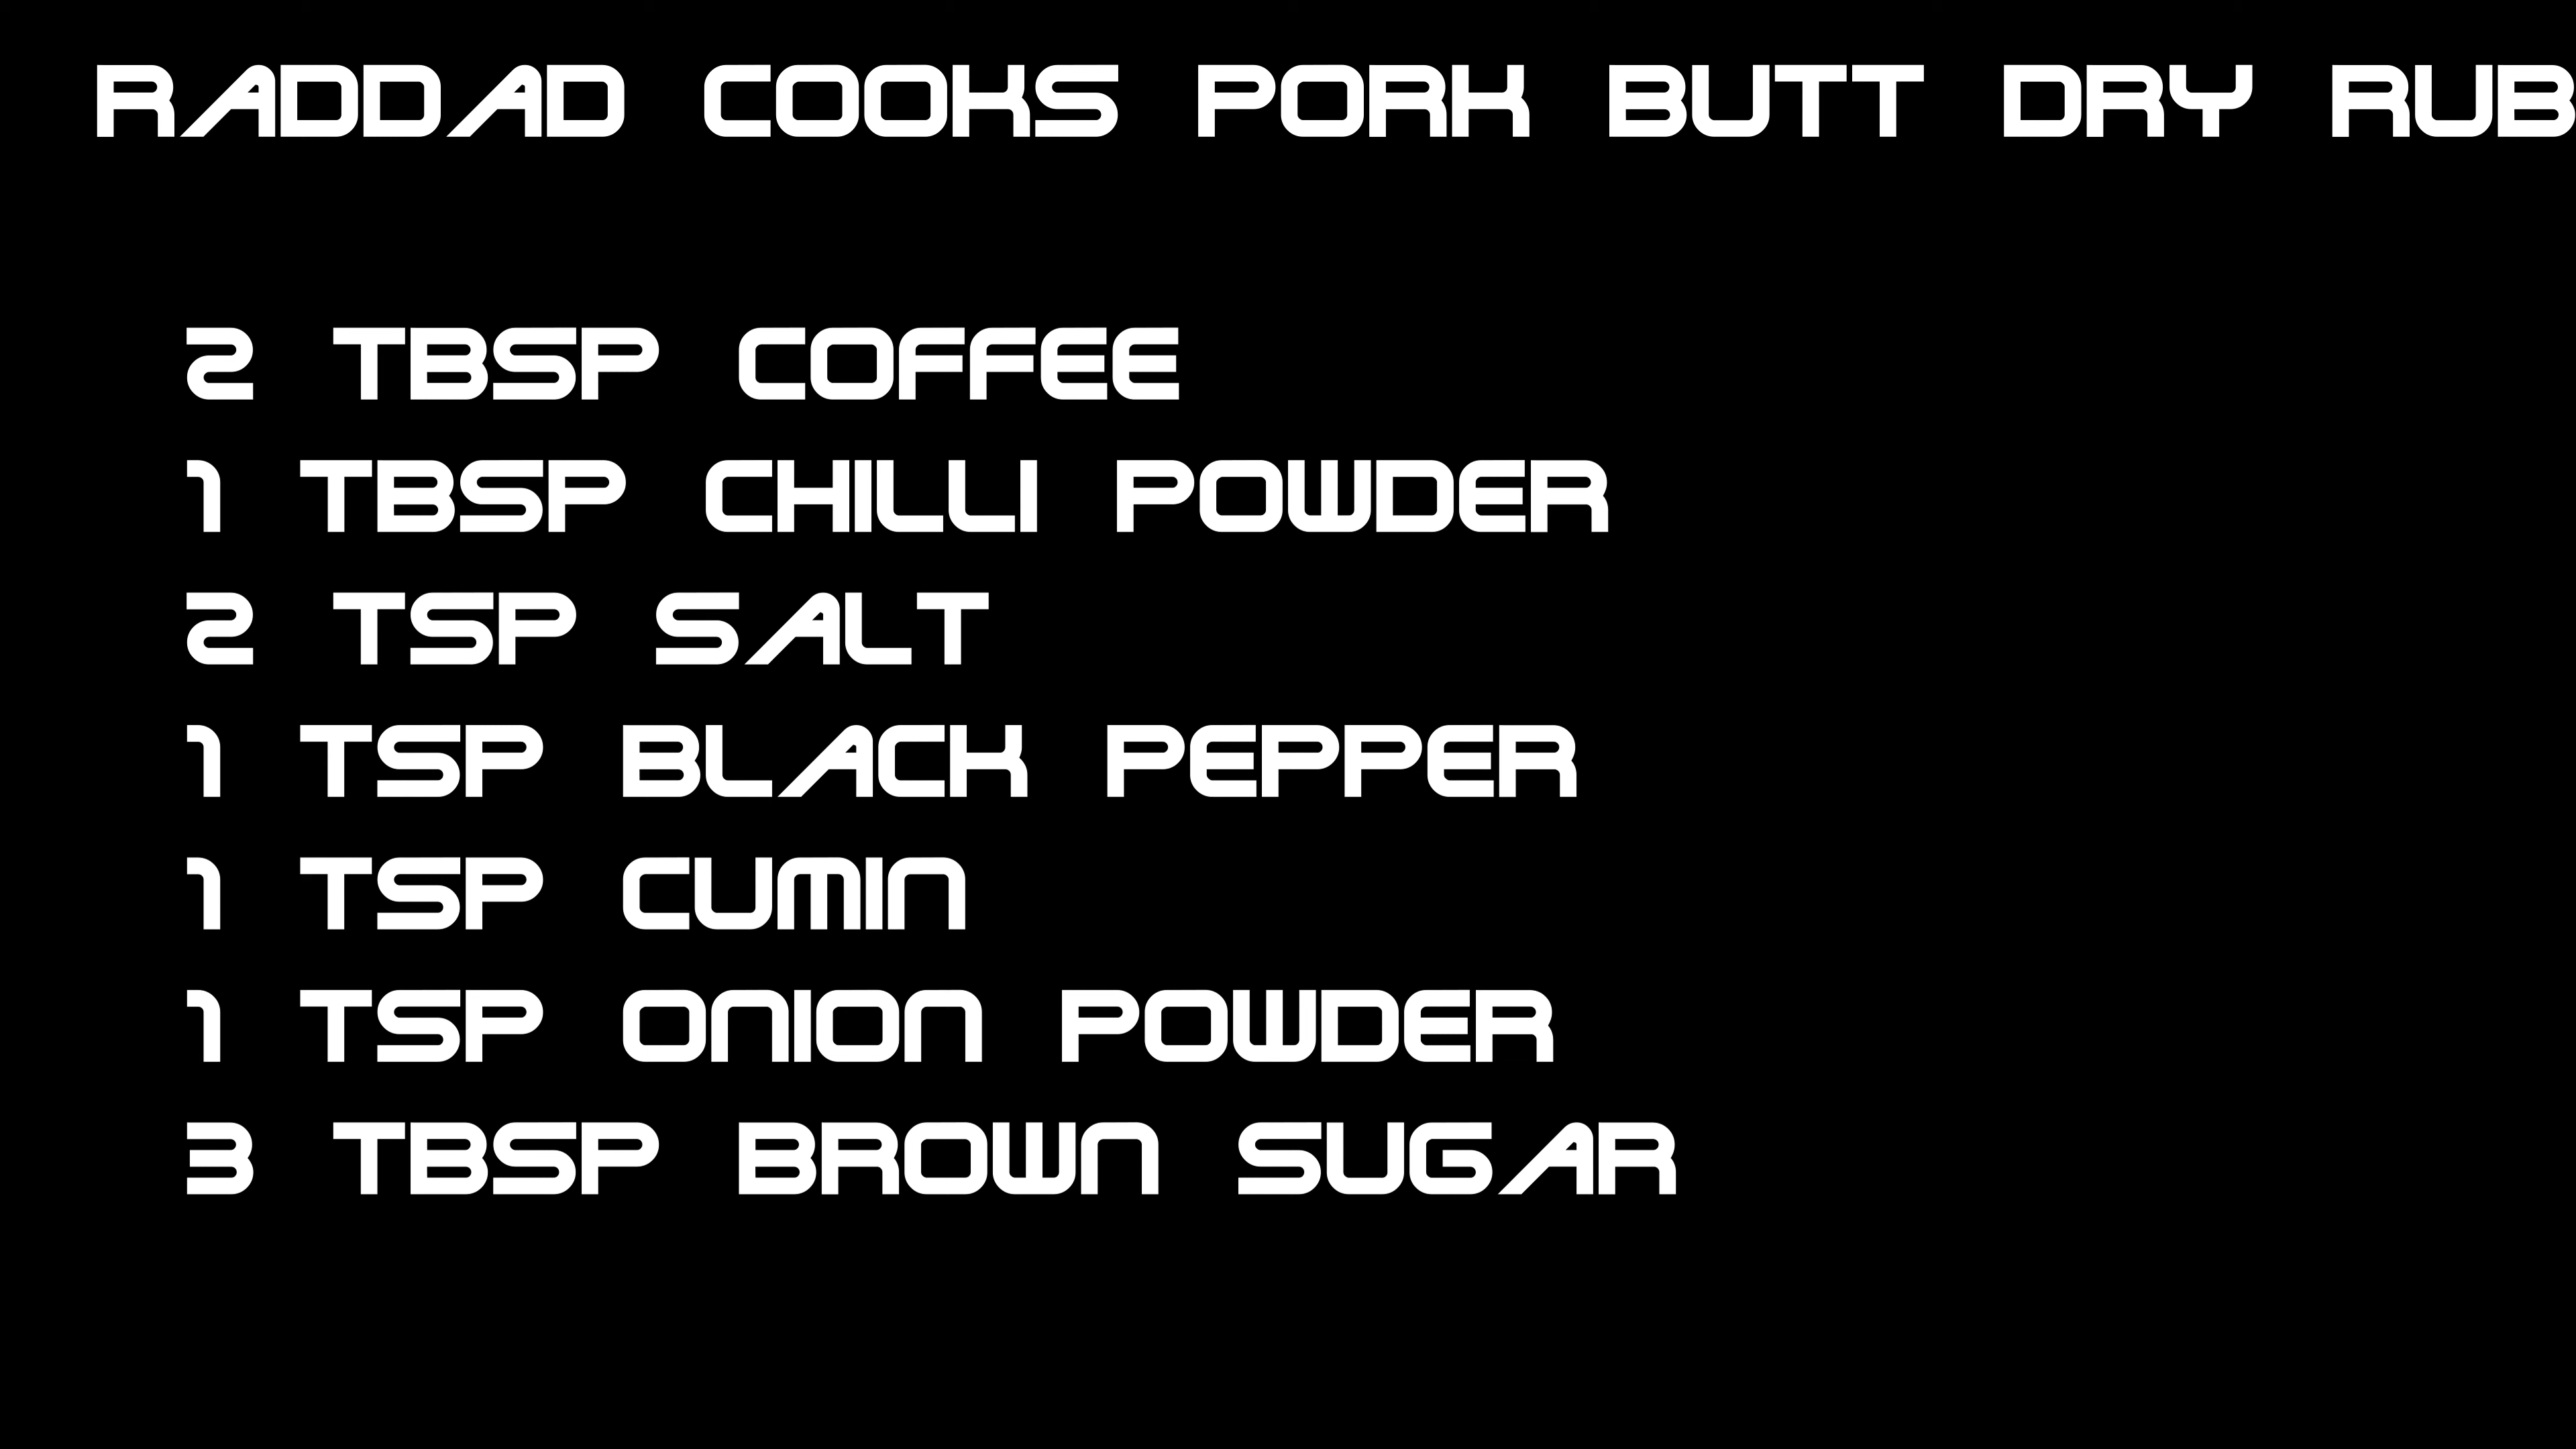 RADDAD COOKS PORK BUTT DRY RUB
2 TBSP COFFEE
1 TBSP CHILLI POWDER
2 TSP SALT
1 TSP BLACK PEPPER
1 TSP CUMIN
1 TSP ONION POWDER
3 TBSP BROWN SUGAR